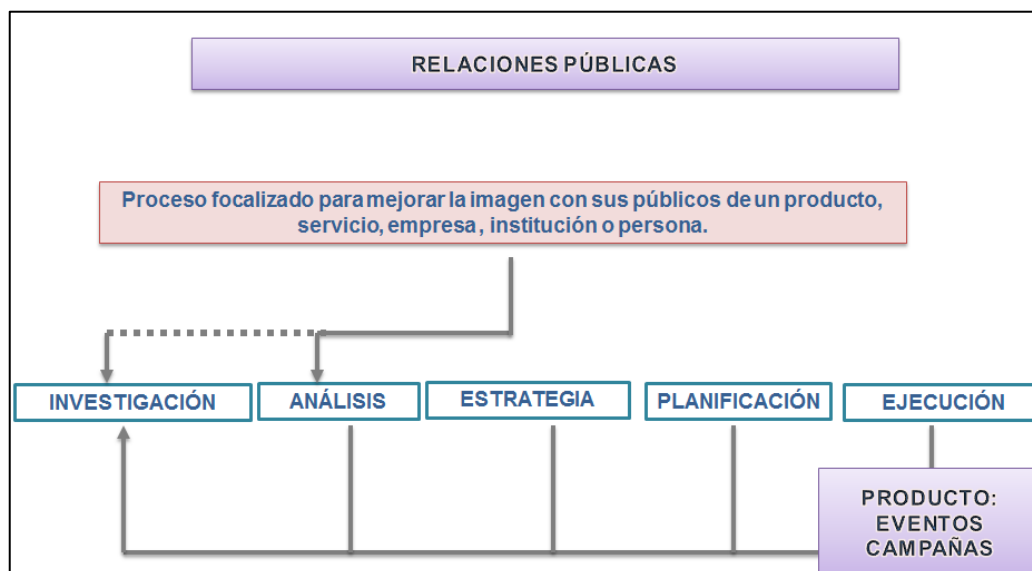 RELACIONES PÚBLICAS
Proceso focalizado para mejorar la imagen con sus públicos de un producto,
servicio, empresa , institución o persona.
INVESTIGACIÓN
ANÁLISIS
ESTRATEGIA
PLANIFICACIÓN
EJECUCIÓN
PRODUCTO:
EVENTOS
CAMPAÑAS